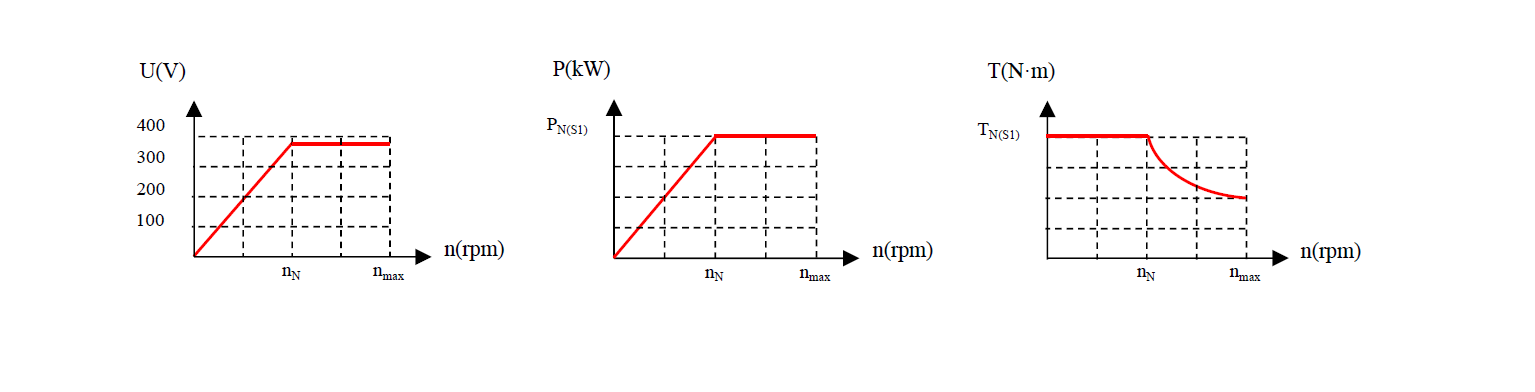 U(V)
400
300
200
100
n(rpm)
nN
nmax
P(kW)
PN(S1)
n(rpm)
nN
nmax
T(N·m)
TN(S1)
n(rpm)
nN
nmax